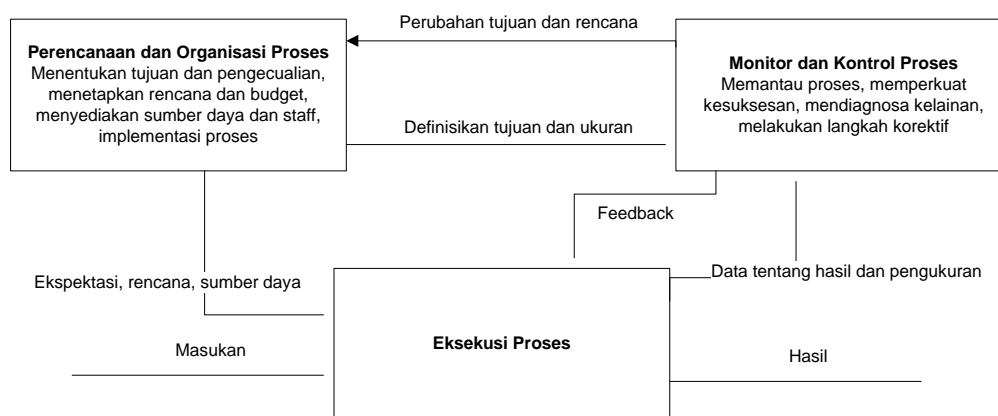 Perubahan tujuan dan rencana
Perencanaan dan Organisasi Proses
Menentukan tujuan dan pengecualian,
menetapkan rencana dan budget,
menyediakan sumber daya dan staff,
implementasi proses
Monitor dan Kontrol Proses
Memantau proses, memperkuat
kesuksesan, mendiagnosa kelainan,
melakukan langkah korektif
Definisikan tujuan dan ukuran
Feedback
Ekspektasi, rencana, sumber daya
Data tentang hasil dan pengukuran
Masukan
Eksekusi Proses
Hasil